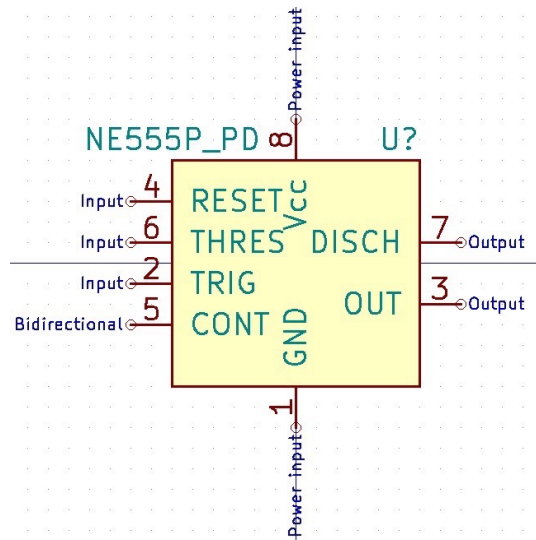 Power input
NE555P_PD 8 U?
Input 4 RESET Vcc
Input 6 THRES DISCH 7 Output
Input 2 TRIG
OUT 3 Output
Bidirectional 5 CONT
GND
1
Power input